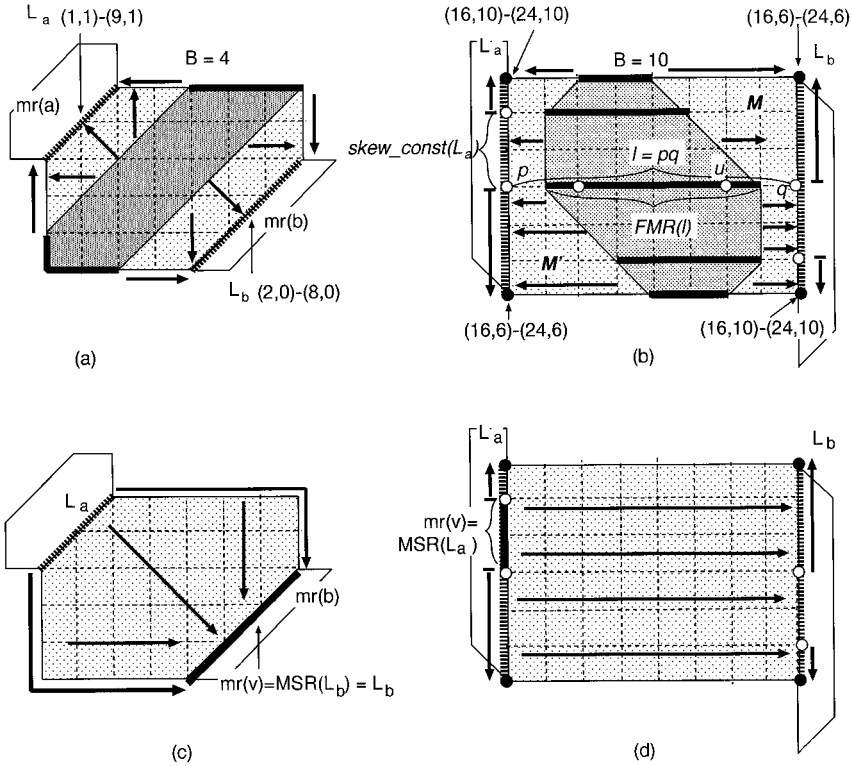 L a (1,1)-(9,1)
B = 4
mr(a)
mr(b)
L b (2,0)-(8,0)
(a)
(16,10)-(24,10)
(16,6)-(24,6)
L a
B = 10
L b
M
skew_const(L a )
l = pq
p
u
q
FMR(l)
M'
(16,6)-(24,6)
(16,10)-(24,10)
(b)
L a
mr(b)
mr(v)=MSR(L b ) = L b
(c)
L a
L b
mr(v)=
MSR(L a )
(d)